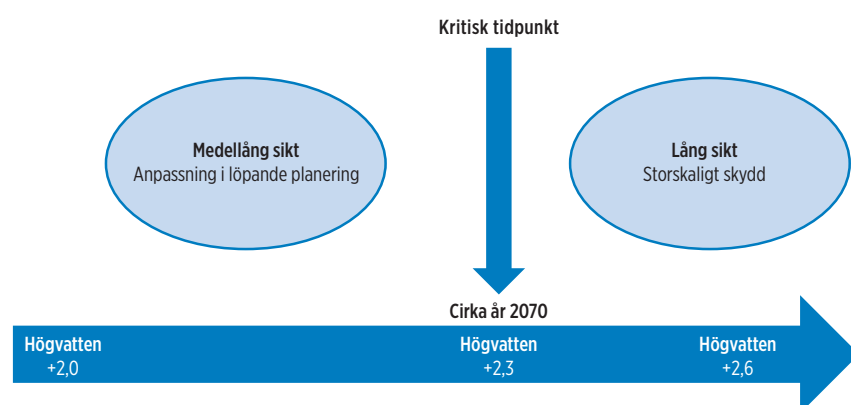 Kritisk tidpunkt
Medellång sikt
Anpassning i löpande planering
Lång sikt
Storskaligt skydd
Cirka år 2070
Högvatten
+2,0
Högvatten
+2,3
Högvatten
+2,6